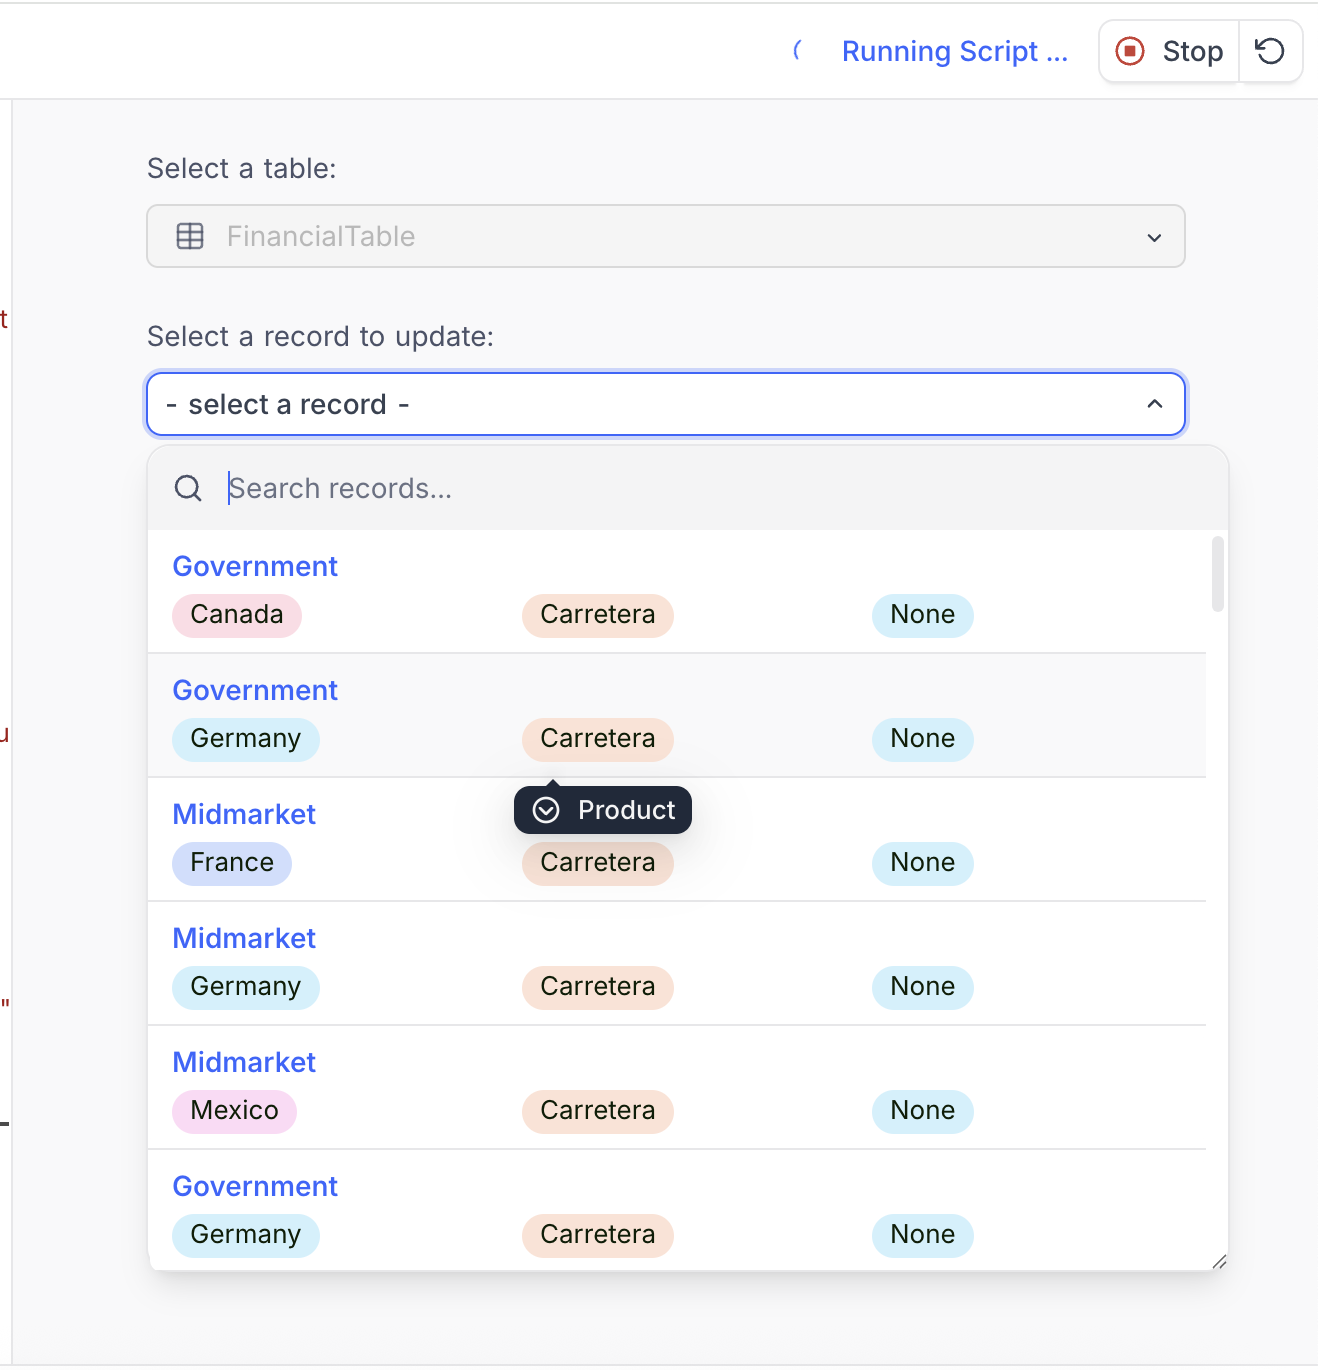 Running Script ...
Stop
Select a table:
FinancialTable
t
Select a record to update:
- select a record -
Search records...
Government
Canada Carretera None
Government
u
Germany Carretera None
Product
Midmarket
France Carretera None
Midmarket
Germany Carretera None
"
Midmarket
Mexico Carretera None
Government
Germany Carretera None